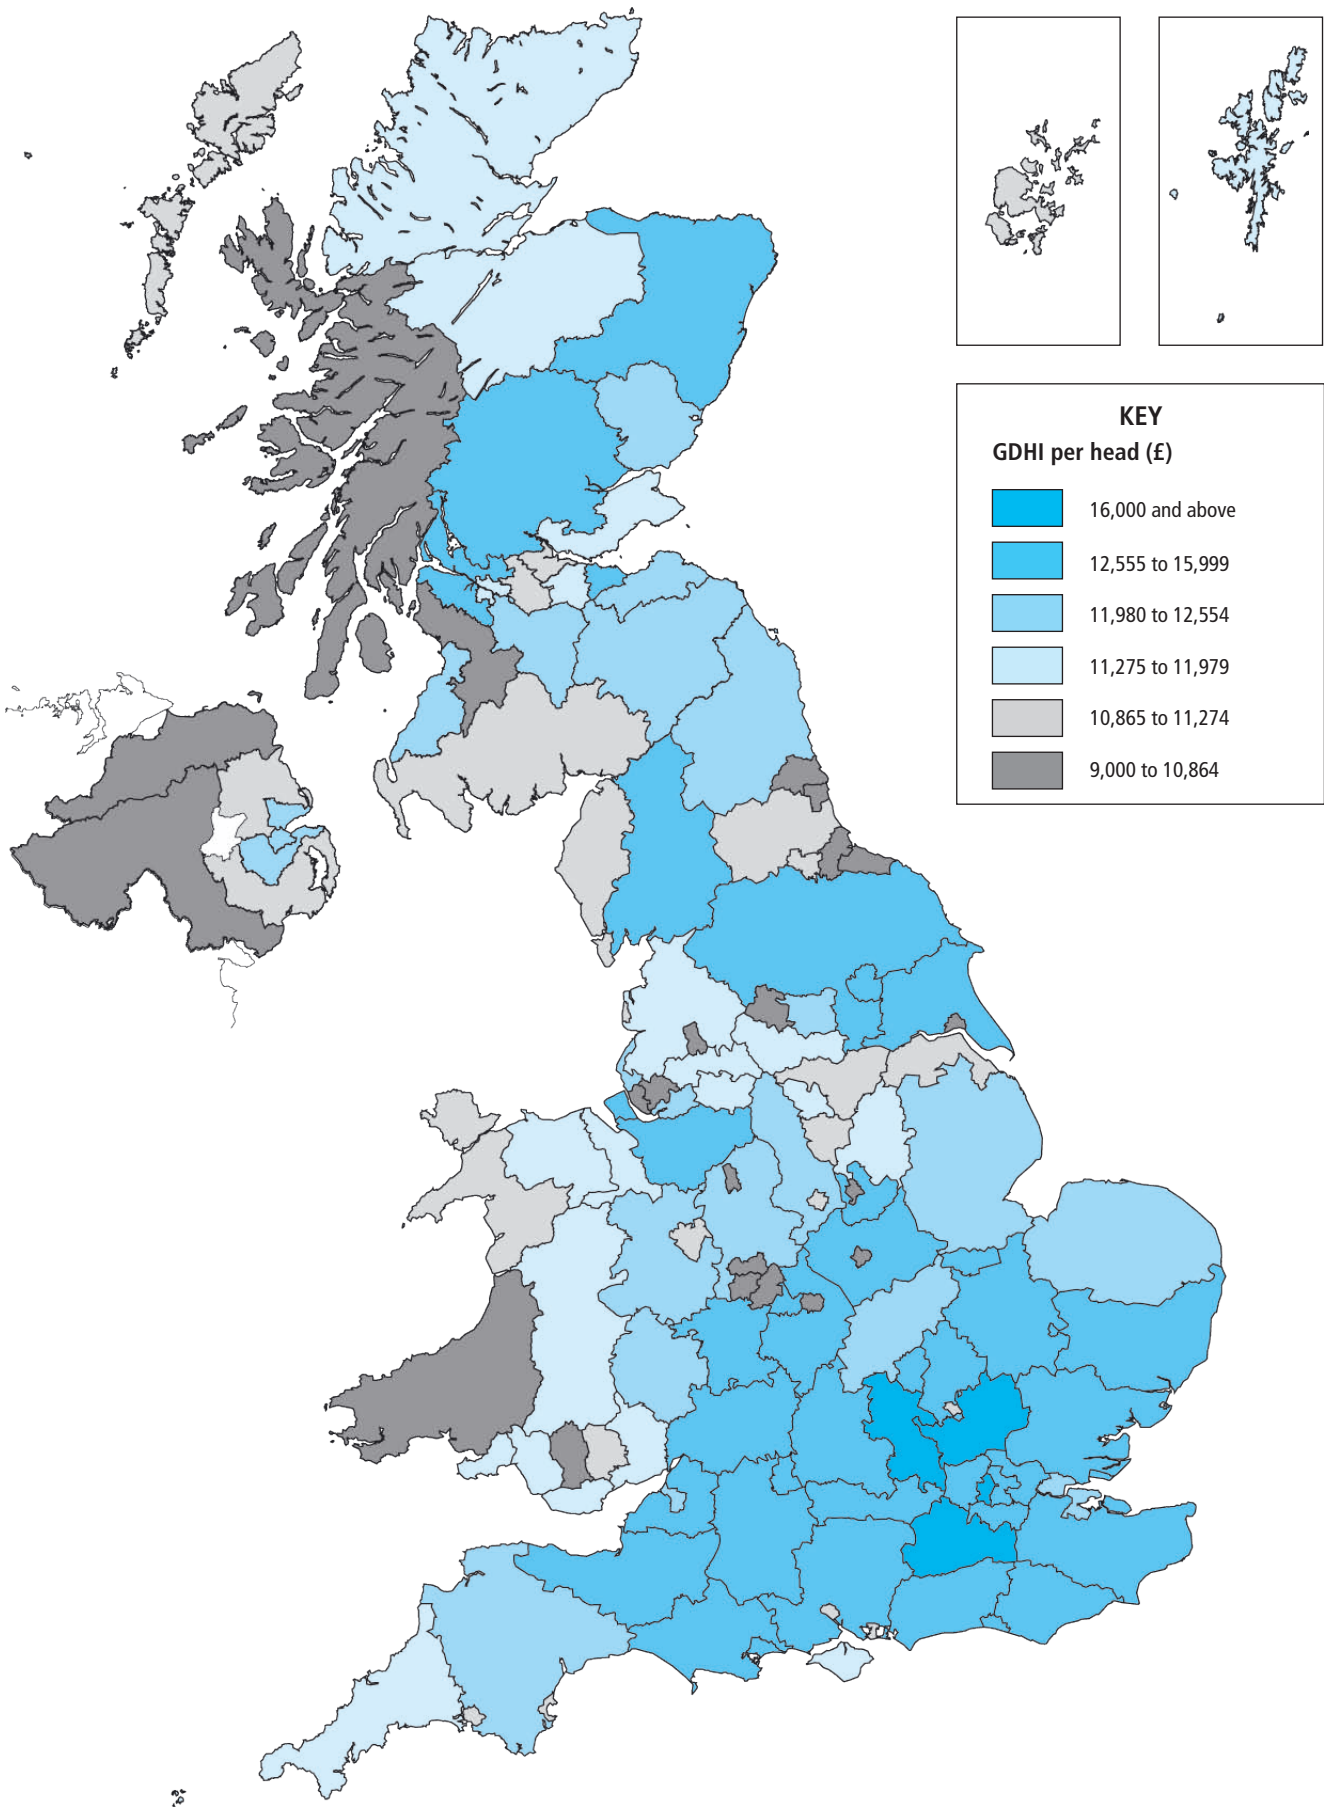 KEY
GDHI per head (£)
16,000 and above
12,555 to 15,999
11,980 to 12,554
11,275 to 11,979
10,865 to 11,274
9,000 to 10,864